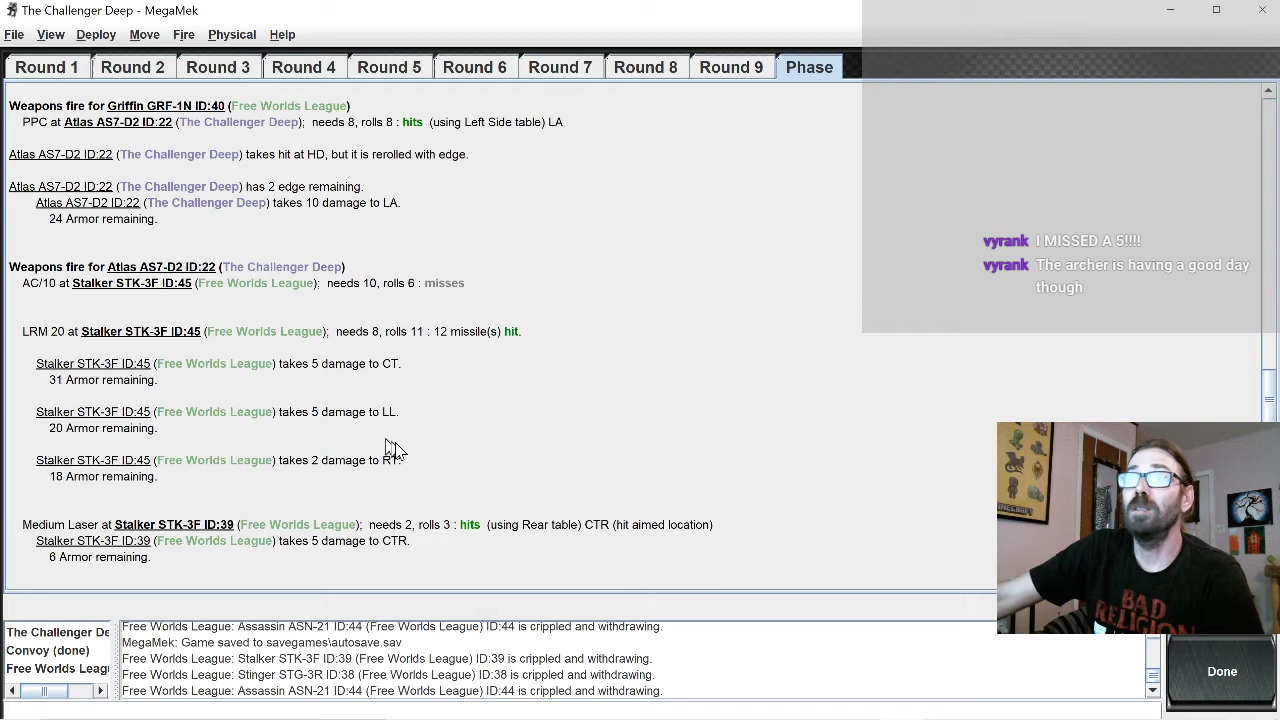 The Challenger Deep - MegaMek
File View Deploy Move Fire Physical Help
Round 1 Round 2 Round 3 Round 4 Round 5 Round 6 Round 7 Round 8 Round 9 Phase
Weapons fire for Griffin GRF-1N ID:40 (Free Worlds League)
PPC at Atlas AS7-D2 ID:22 (The Challenger Deep); needs 8, rolls 8 : hits (using Left Side table) LA
Atlas AS7-D2 ID:22 (The Challenger Deep) takes hit at HD, but it is rerolled with edge.
Atlas AS7-D2 ID:22 (The Challenger Deep) has 2 edge remaining.
Atlas AS7-D2 ID:22 (The Challenger Deep) takes 10 damage to LA.
24 Armor remaining.
Weapons fire for Atlas AS7-D2 ID:22 (The Challenger Deep)
AC/10 at Stalker STK-3F ID:45 (Free Worlds League); needs 10, rolls 6 : misses
LRM 20 at Stalker STK-3F ID:45 (Free Worlds League); needs 8, rolls 11 : 12 missile(s) hit.
Stalker STK-3F ID:45 (Free Worlds League) takes 5 damage to CT.
31 Armor remaining.
Stalker STK-3F ID:45 (Free Worlds League) takes 5 damage to LL.
20 Armor remaining.
Stalker STK-3F ID:45 (Free Worlds League) takes 2 damage to RT.
18 Armor remaining.
Medium Laser at Stalker STK-3F ID:39 (Free Worlds League); needs 2, rolls 3 : hits (using Rear table) CTR (hit aimed location)
Stalker STK-3F ID:39 (Free Worlds League) takes 5 damage to CTR.
6 Armor remaining.
vyrank I MISSED A 5!!!!
vyrank The archer is having a good day
though
BAD
RELIGION
The Challenger De
Convoy (done)
Free Worlds Leagu
Free Worlds League: Assassin ASN-21 ID:44 (Free Worlds League) ID:44 is crippled and withdrawing.
MegaMek: Game saved to savegames\autosave.sav
Free Worlds League: Stalker STK-3F ID:39 (Free Worlds League) ID:39 is crippled and withdrawing.
Free Worlds League: Stinger STG-3R ID:38 (Free Worlds League) ID:38 is crippled and withdrawing.
Free Worlds League: Assassin ASN-21 ID:44 (Free Worlds League) ID:44 is crippled and withdrawing.
Done